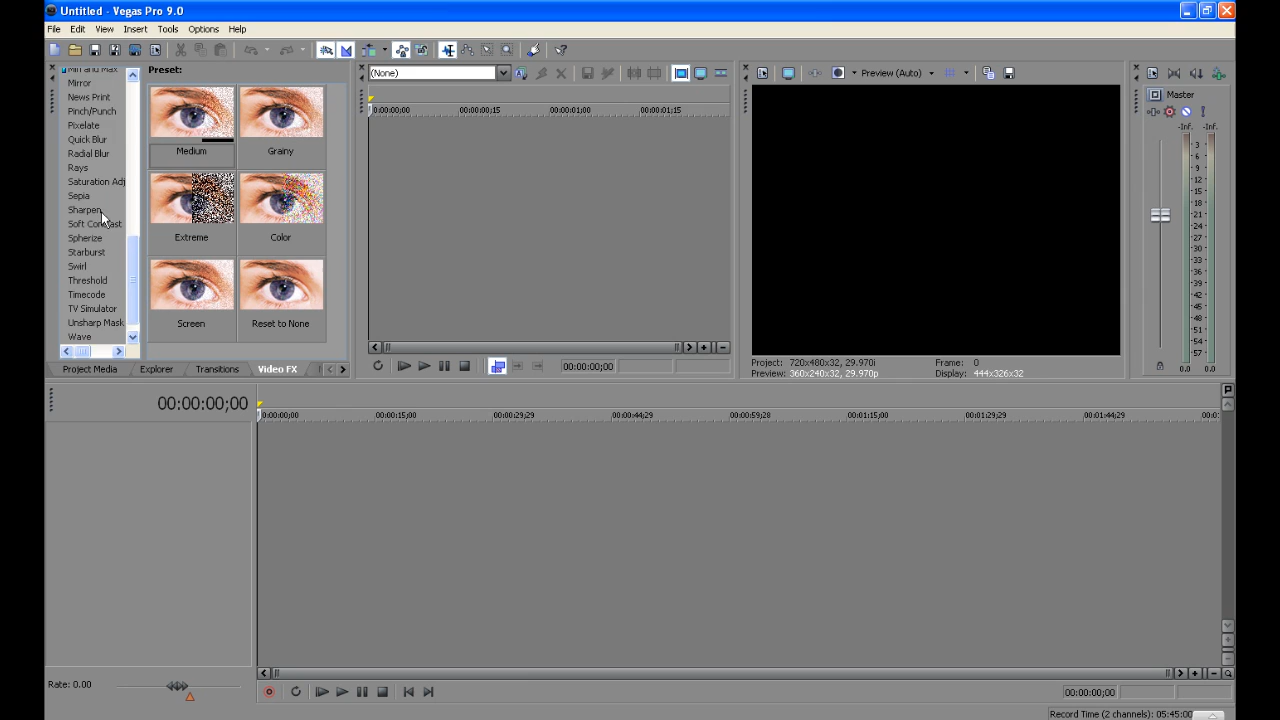 Untitled - Vegas Pro 9.0
File Edit View Insert Tools Options Help
Min and Max
Mirror
News Print
Pinch/Punch
Pixelate
Quick Blur
Radial Blur
Rays
Saturation Adj
Sepia
Sharpen
Soft Contrast
Spherize
Starburst
Swirl
Threshold
Timecode
TV Simulator
Unsharp Mask
Wave
Preset:
Medium Grainy
Extreme Color
Screen Reset to None
Project Media Explorer Transitions Video FX
(None)
0:00:00;00 00:00:00;15 00:00:01;00 00:00:01;15
00:00:00;00
Preview (Auto)
Project: 720x480x32, 29.970i Frame: 0
Preview: 360x240x32, 29.970p Display: 444x326x32
Master
-Inf. -Inf.
3
6
9
12
15
18
21
24
27
30
33
36
39
42
45
48
51
54
57
0.0 0.0
00:00:00;00
0:00:00;00 00:00:15;00 00:00:29;29 00:00:44;29 00:00:59;28 00:01:15;00 00:01:29;29 00:01:44;29 00:0
Rate: 0.00
00:00:00;00
Record Time (2 channels): 05:45:00